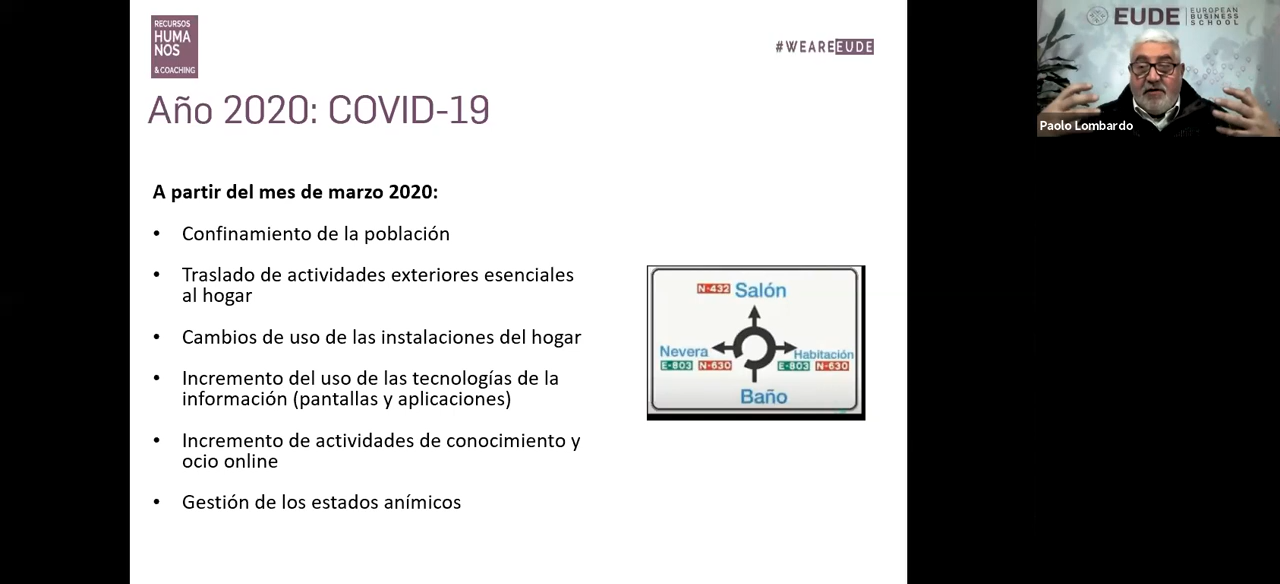 RECURSOS
HUMA
NOS
& COACHING
#WEAREEUDE
Año 2020: COVID-19
A partir del mes de marzo 2020:
• Confinamiento de la población
• Traslado de actividades exteriores esenciales
al hogar
• Cambios de uso de las instalaciones del hogar
• Incremento del uso de las tecnologías de la
información (pantallas y aplicaciones)
• Incremento de actividades de conocimiento y
ocio online
• Gestión de los estados anímicos
N-432 Salón
Nevera
E-803 N-630
Habitación
E-803 N-630
Baño
EUDE
EUROPEAN
BUSINESS
SCHOOL
Paolo Lombardo